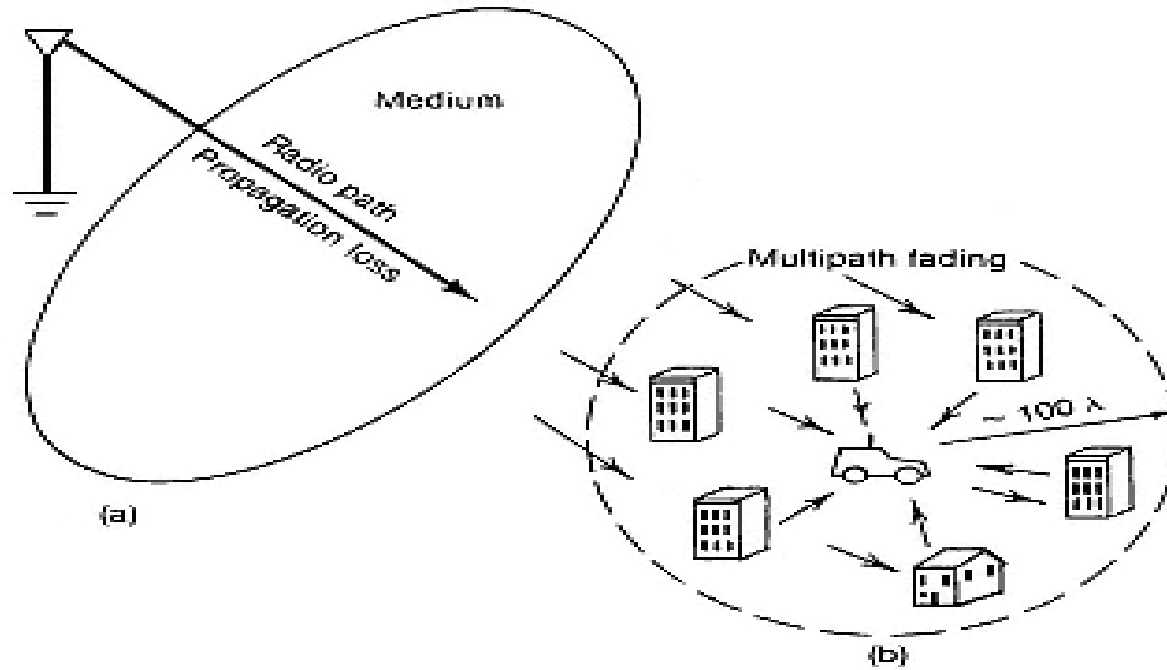 Medium
Radio path
Propagation loss
(a)
Multipath fading
~ 100 λ
(b)